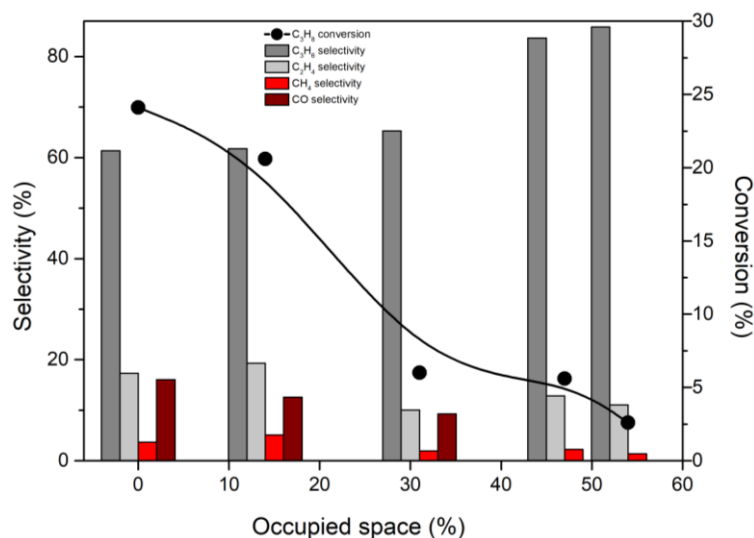 C₃H₈ conversion
C₃H₆ selectivity
C₂H₄ selectivity
CH₄ selectivity
CO selectivity
Selectivity (%)
80
60
40
20
0
30
25
20
15
10
5
0
Conversion (%)
0 10 20 30 40 50 60
Occupied space (%)